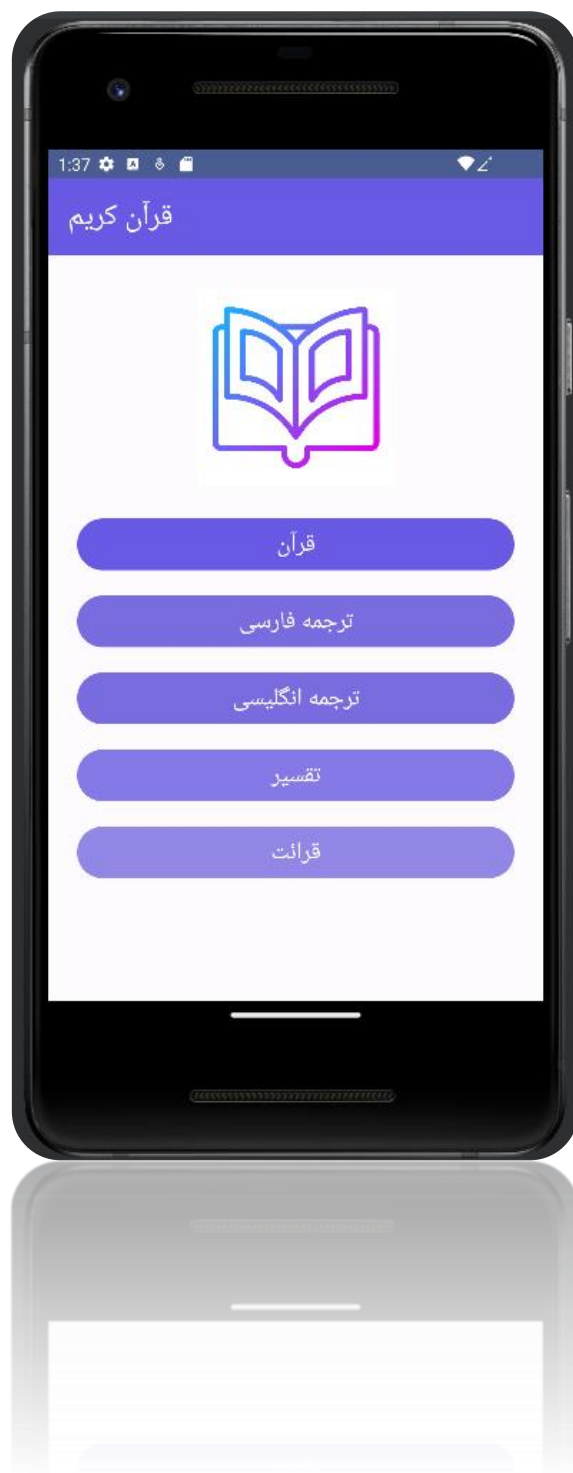 1:37
قرآن کریم
قرآن
ترجمه فارسی
ترجمه انگلیسی
تفسیر
قرائت